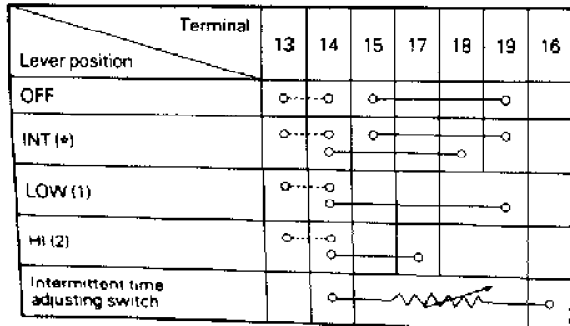 Terminal
Lever position
13 14 15 17 18 19 16
OFF
INT (*)
LOW (1)
HI (2)
Intermittent time
adjusting switch